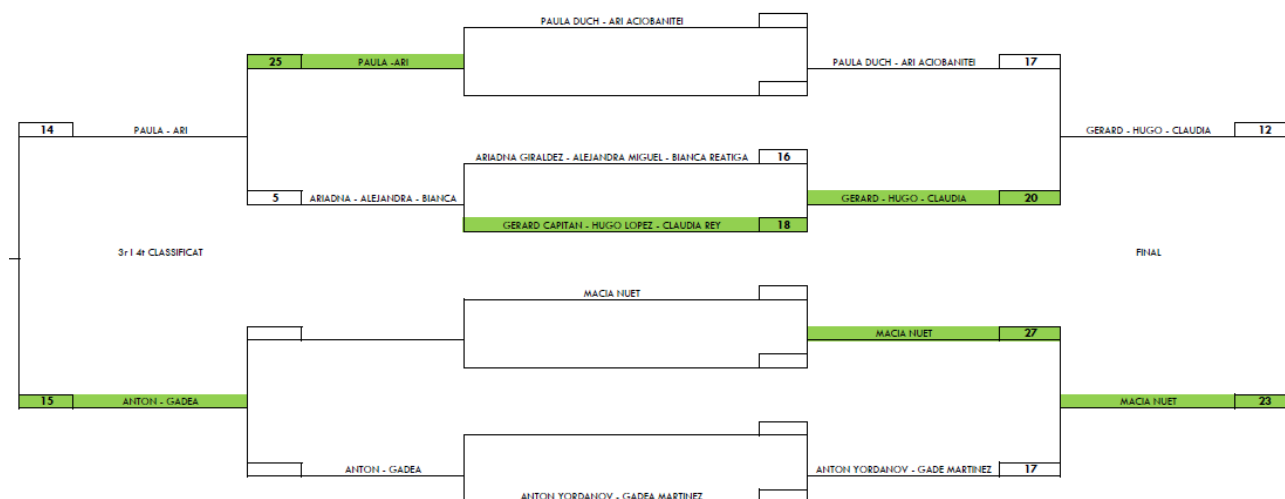 PAULA DUCH - ARI ACIOBANITEI
25 PAULA -ARI
PAULA DUCH - ARI ACIOBANITEI 17
14 PAULA - ARI
GERARD - HUGO - CLAUDIA 12
ARIADNA GIRALDEZ - ALEJANDRA MIGUEL - BIANCA REATIGA 16
5 ARIADNA - ALEJANDRA - BIANCA
GERARD - HUGO - CLAUDIA 20
GERARD CAPITAN - HUGO LOPEZ - CLAUDIA REY 18
3r I 4t CLASSIFICAT
FINAL
MACIA NUET
MACIA NUET 27
15 ANTON - GADEA
MACIA NUET 23
ANTON - GADEA
ANTON YORDANOV - GADE MARTINEZ 17
ANTON YORDANOV - GADEA MARTINEZ